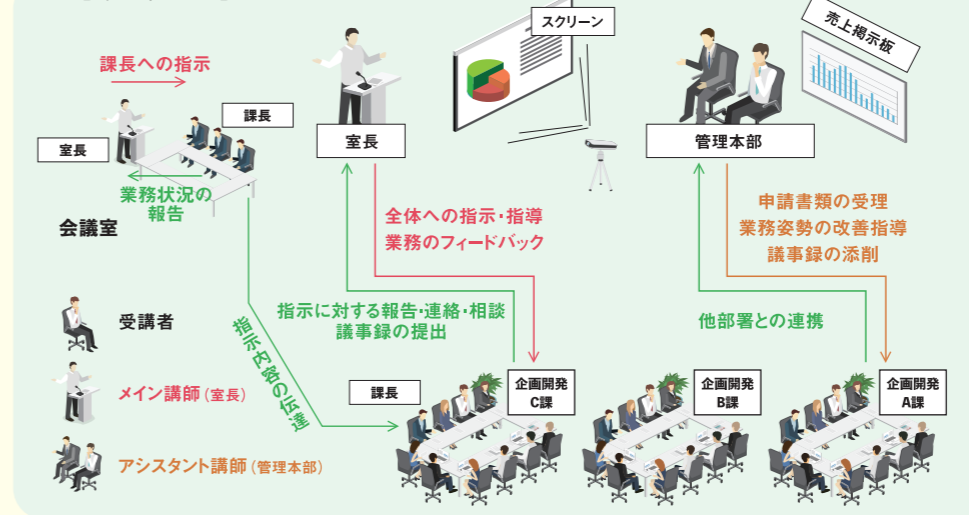 スクリーン
売上掲示板
課長への指示
課長
室長
業務状況の
報告
会議室
室長
管理本部
全体への指示・指導
業務のフィードバック
申請書類の受理
業務姿勢の改善指導
議事録の添削
指示に対する報告・連絡・相談
議事録の提出
他部署との連携
指示内容の伝達
受講者
メイン講師(室長)
アシスタント講師(管理本部)
課長
企画開発
C課
企画開発
B課
企画開発
A課